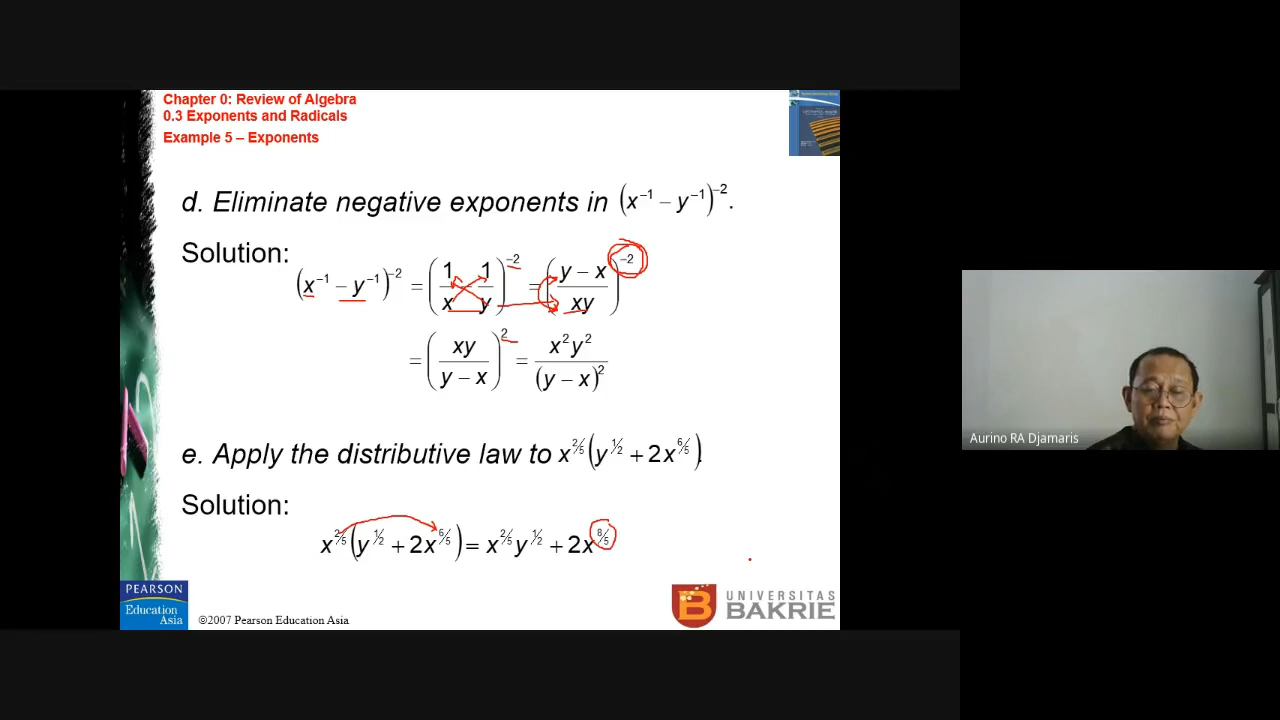 Chapter 0: Review of Algebra
0.3 Exponents and Radicals
Example 5 – Exponents
d. Eliminate negative exponents in (x⁻¹ – y⁻¹)⁻².
Solution:
(x⁻¹ – y⁻¹)⁻² = (1/x 1/y)⁻² = ((y – x)/xy)⁻²
= (xy/(y – x))² = x²y²/(y – x)²
e. Apply the distributive law to x^(2/5)(y^(1/2) + 2x^(6/5)).
Solution:
x^(2/5)(y^(1/2) + 2x^(6/5)) = x^(2/5)y^(1/2) + 2x^(8/5)
PEARSON
Education
Asia
©2007 Pearson Education Asia
B
UNIVERSITAS
BAKRIE
Aurino RA Djamaris